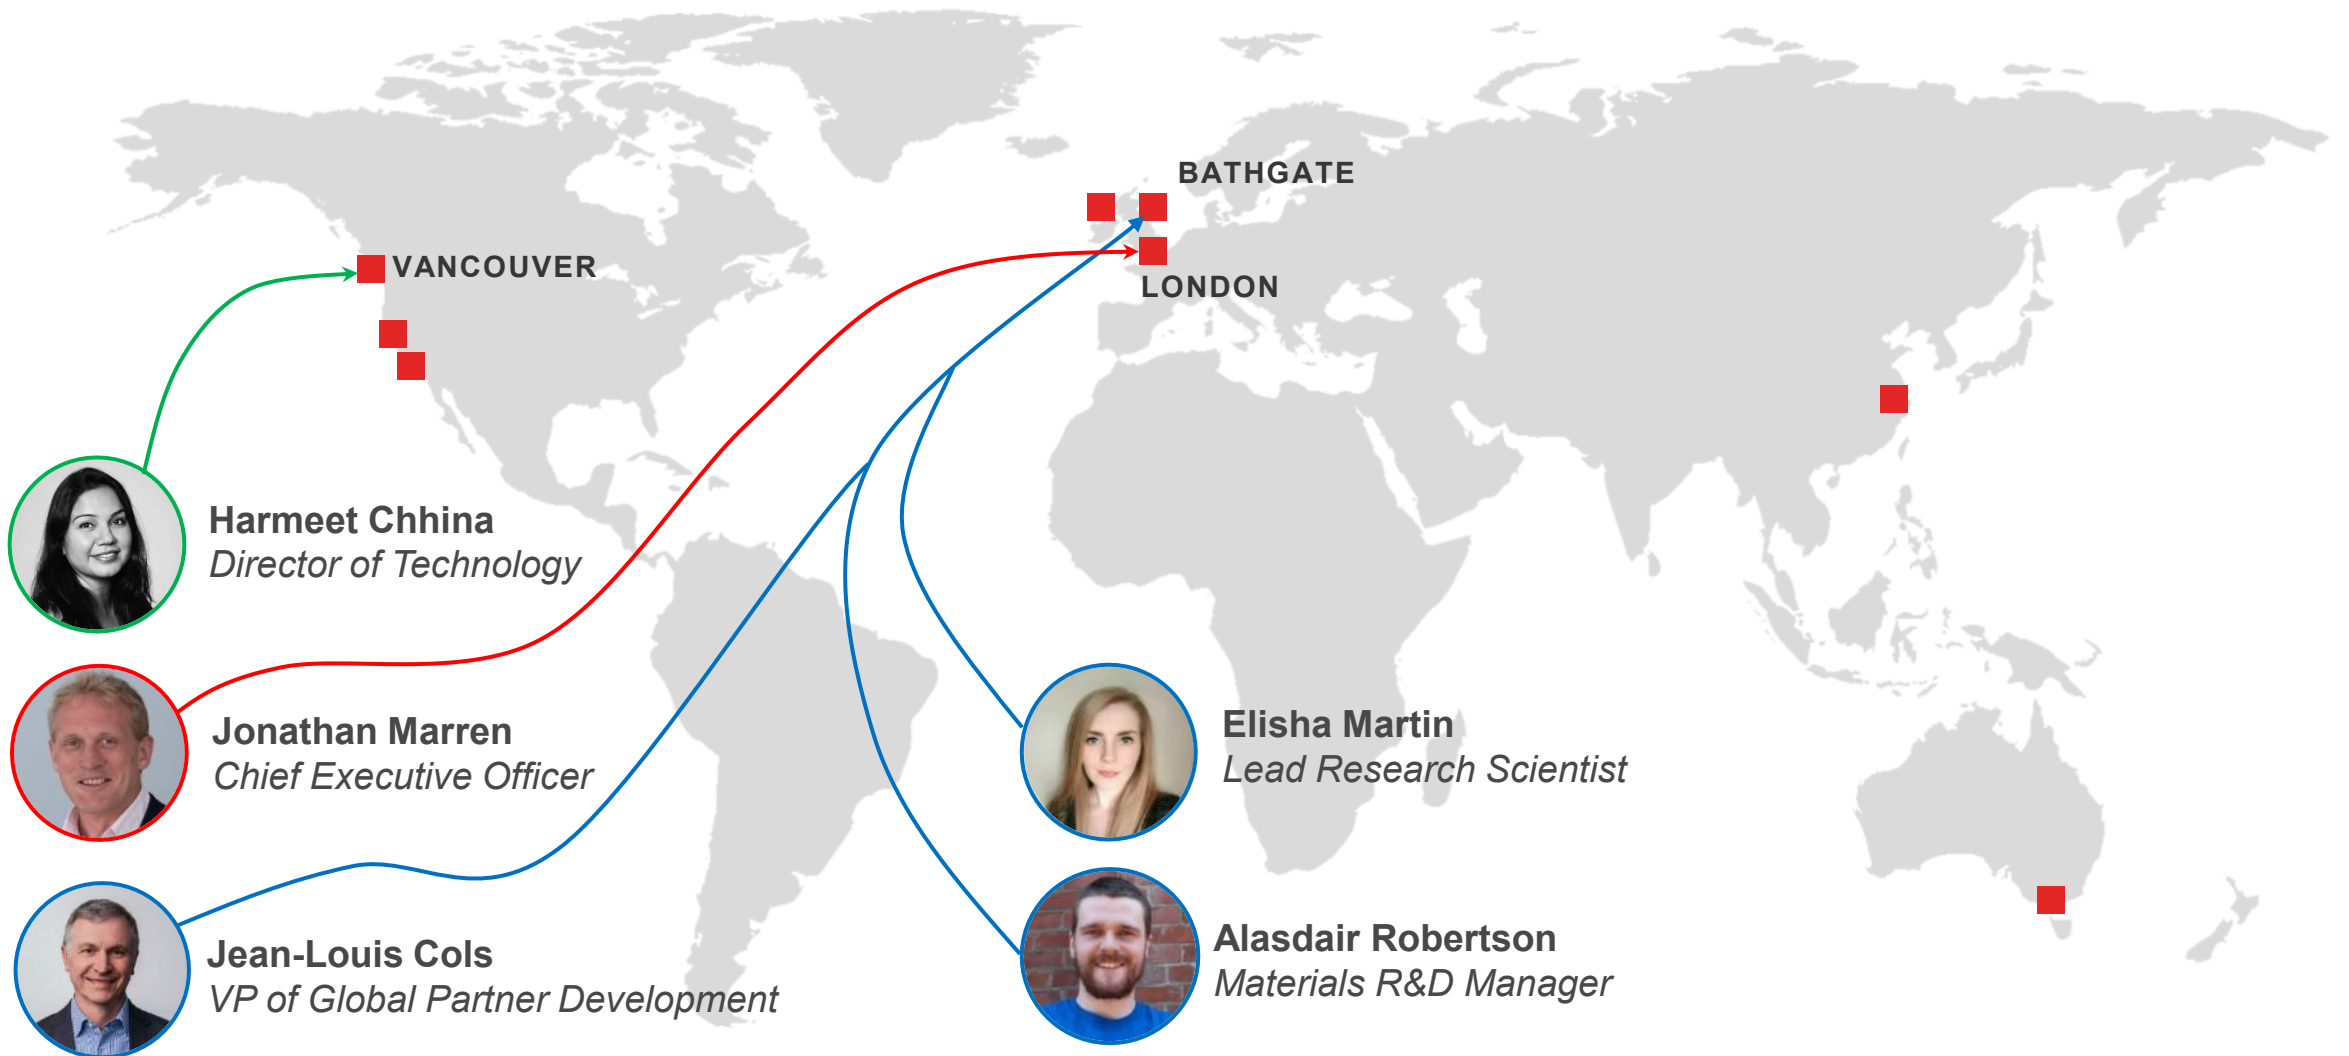 BATHGATE
VANCOUVER
LONDON
Harmeet Chhina
Director of Technology
Jonathan Marren
Chief Executive Officer
Jean-Louis Cols
VP of Global Partner Development
Elisha Martin
Lead Research Scientist
Alasdair Robertson
Materials R&D Manager